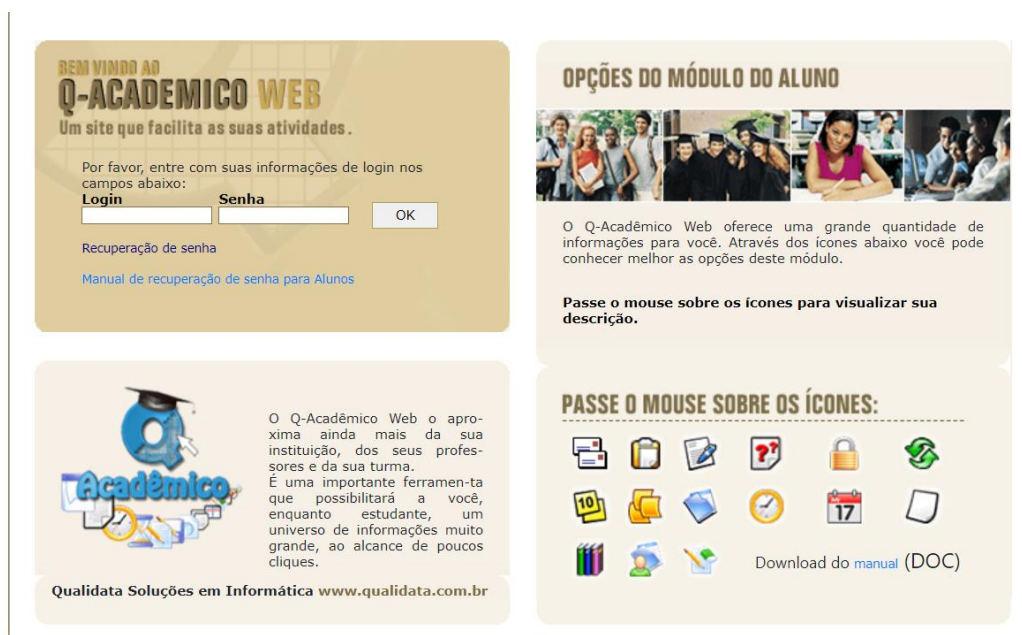 BEM VINDO AO
Q-ACADEMICO WEB
Um site que facilita as suas atividades.
Por favor, entre com suas informações de login nos
campos abaixo:
Login Senha
OK
Recuperação de senha
Manual de recuperação de senha para Alunos
OPÇÕES DO MÓDULO DO ALUNO
O Q-Acadêmico Web oferece uma grande quantidade de
informações para você. Através dos ícones abaixo você pode
conhecer melhor as opções deste módulo.
Passe o mouse sobre os ícones para visualizar sua
descrição.
Q
Acadêmico
O Q-Acadêmico Web o apro-
xima ainda mais da sua
instituição, dos seus profes-
sores e da sua turma.
É uma importante ferramen-ta
que possibilitará a você,
enquanto estudante, um
universo de informações muito
grande, ao alcance de poucos
cliques.
Qualidata Soluções em Informática www.qualidata.com.br
PASSE O MOUSE SOBRE OS ÍCONES:
??
10
17
Download do manual (DOC)